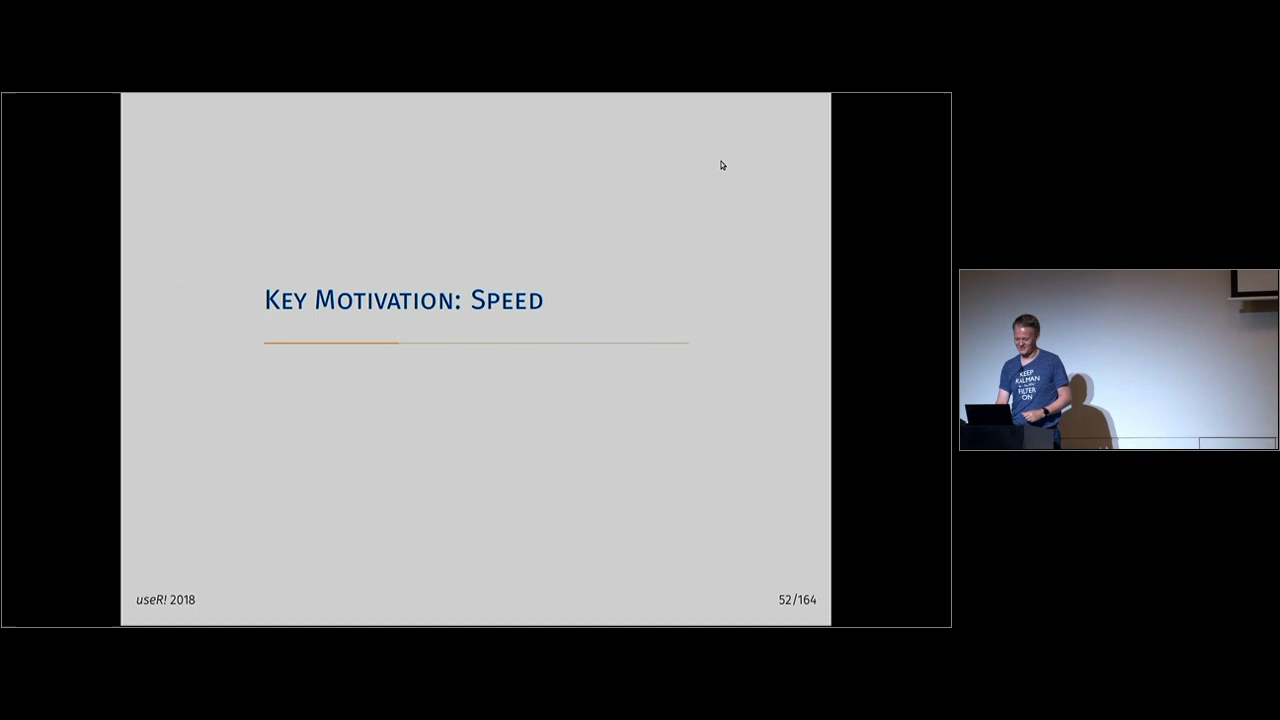 Key Motivation: Speed
useR! 2018
52/164
KEEP
KALMAN
FILTER
ON